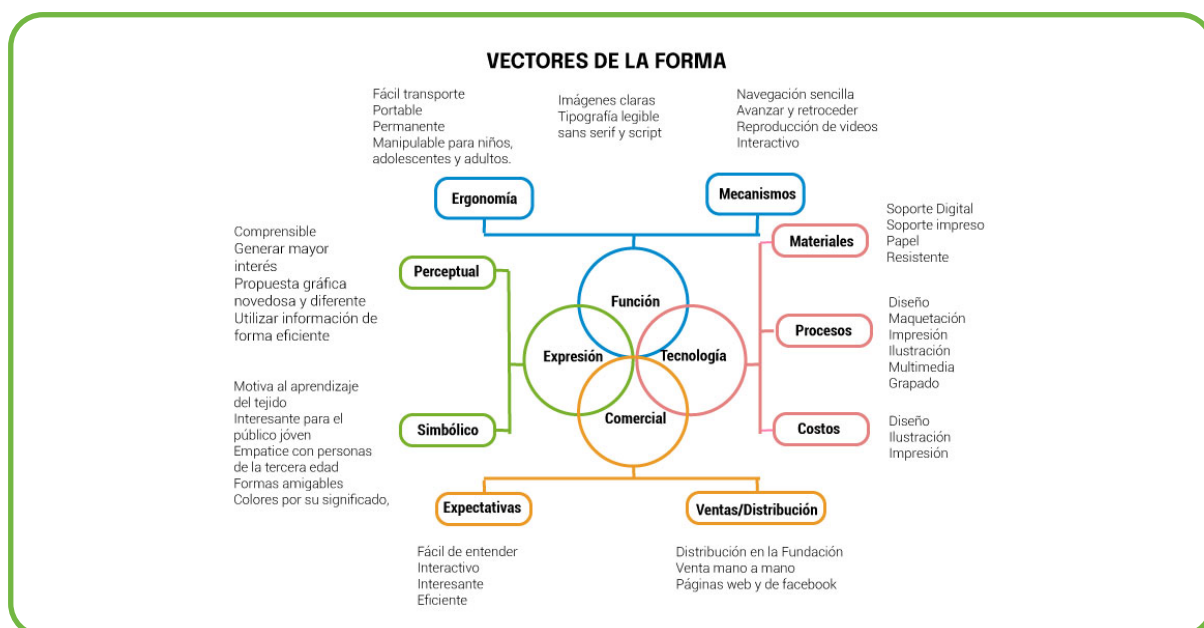 VECTORES DE LA FORMA
Fácil transporte
Portable
Permanente
Manipulable para niños,
adolescentes y adultos.
Imágenes claras
Tipografía legible
sans serif y script
Navegación sencilla
Avanzar y retroceder
Reproducción de videos
Interactivo
Ergonomía
Mecanismos
Comprensible
Generar mayor
interés
Propuesta gráfica
novedosa y diferente
Utilizar información de
forma eficiente
Perceptual
Materiales
Soporte Digital
Soporte impreso
Papel
Resistente
Función
Expresión
Tecnología
Comercial
Procesos
Diseño
Maquetación
Impresión
Ilustración
Multimedia
Grapado
Motiva al aprendizaje
del tejido
Interesante para el
público jóven
Empatice con personas
de la tercera edad
Formas amigables
Colores por su significado,
Simbólico
Costos
Diseño
Ilustración
Impresión
Expectativas
Ventas/Distribución
Fácil de entender
Interactivo
Interesante
Eficiente
Distribución en la Fundación
Venta mano a mano
Páginas web y de facebook